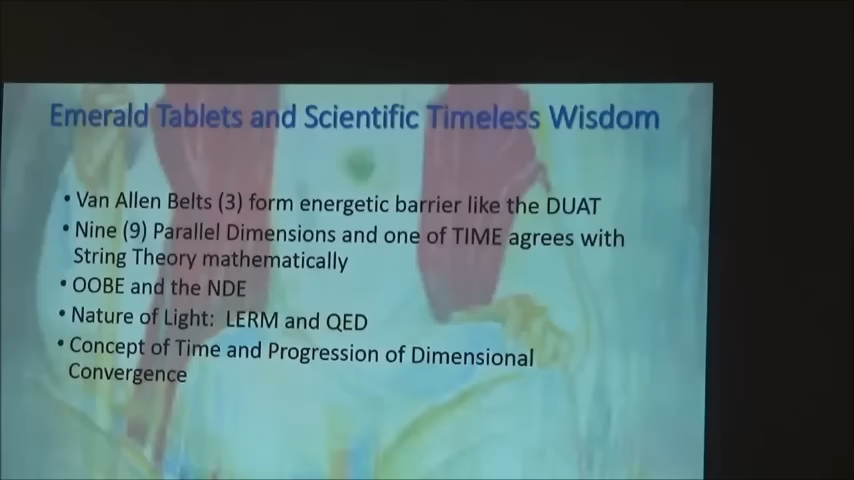 Emerald Tablets and Scientific Timeless Wisdom
• Van Allen Belts (3) form energetic barrier like the DUAT
• Nine (9) Parallel Dimensions and one of TIME agrees with
String Theory mathematically
• OOBE and the NDE
• Nature of Light: LERM and QED
• Concept of Time and Progression of Dimensional
Convergence